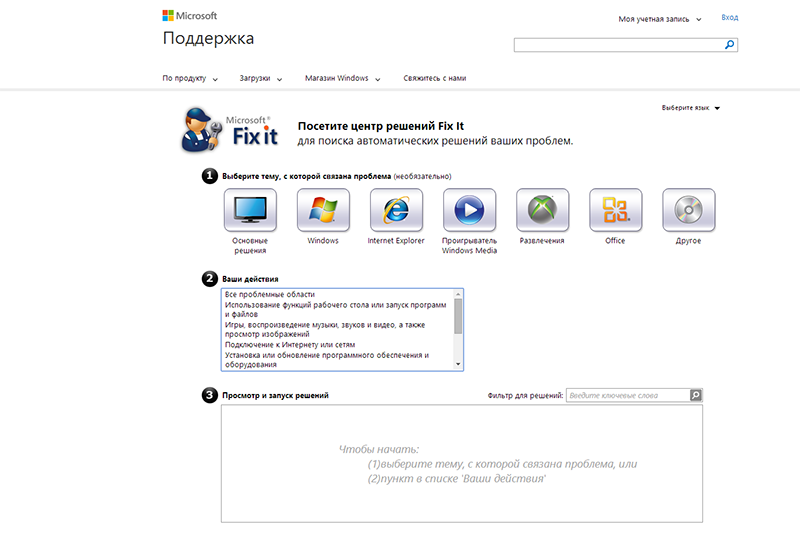 Microsoft
Моя учетная запись
Вход
Поддержка
По продукту
Загрузки
Магазин Windows
Свяжитесь с нами
Выберите язык
Microsoft®
Fix it
Посетите центр решений Fix It
для поиска автоматических решений ваших проблем.
1 Выберите тему, с которой связана проблема (необязательно)
Основные
решения
Windows
Internet Explorer
Проигрыватель
Windows Media
Развлечения
Office
Другое
2 Ваши действия
Все проблемные области
Использование функций рабочего стола или запуск программ
и файлов
Игры, воспроизведение музыки, звуков и видео, а также
просмотр изображений
Подключение к Интернету или сетям
Установка или обновление программного обеспечения и
оборудования
3 Просмотр и запуск решений
Фильтр для решений:
Введите ключевые слова
Чтобы начать:
(1)выберите тему, с которой связана проблема, или
(2)пункт в списке 'Ваши действия'